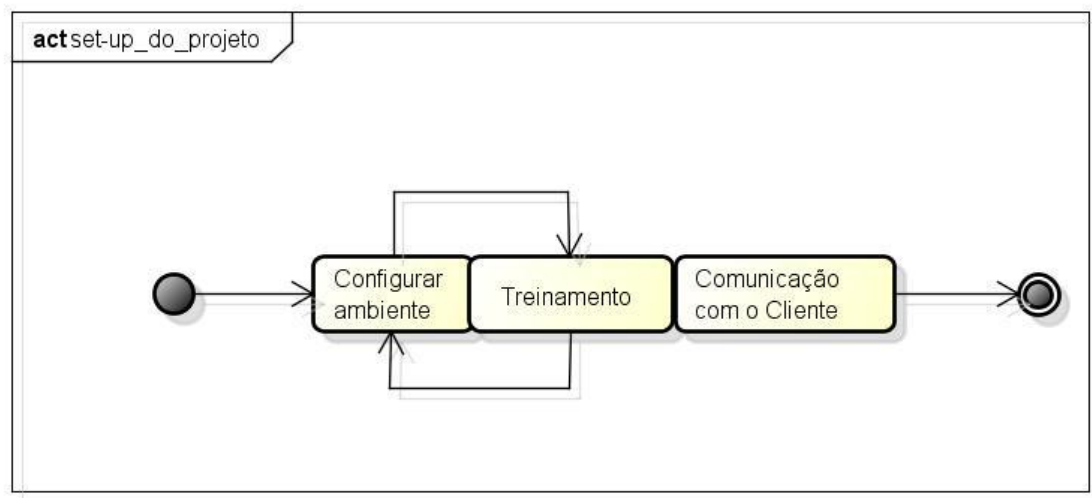 act set-up_do_projeto
Configurar
ambiente
Treinamento
Comunicação
com o Cliente